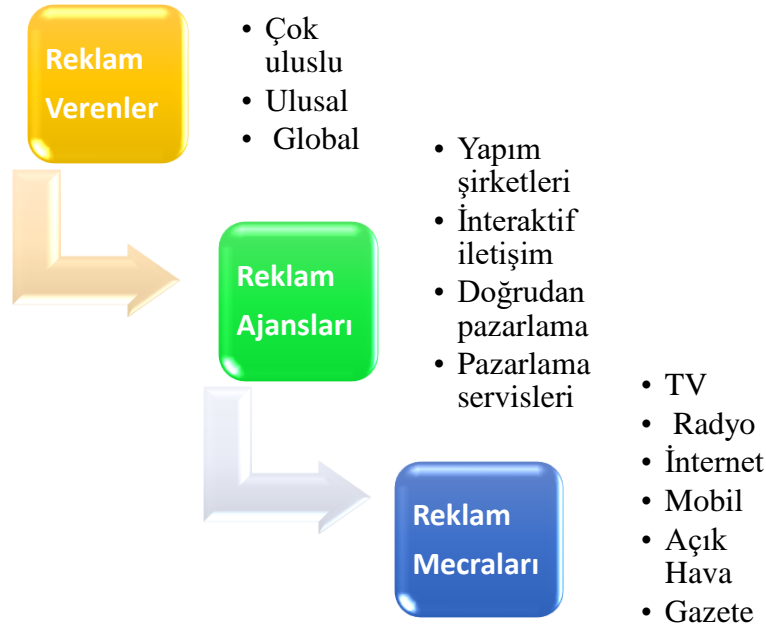 Reklam
Verenler
• Çok
uluslu
• Ulusal
• Global
Reklam
Ajansları
• Yapım
şirketleri
• İnteraktif
iletişim
• Doğrudan
pazarlama
• Pazarlama
servisleri
Reklam
Mecraları
• TV
• Radyo
• İnternet
• Mobil
• Açık
Hava
• Gazete